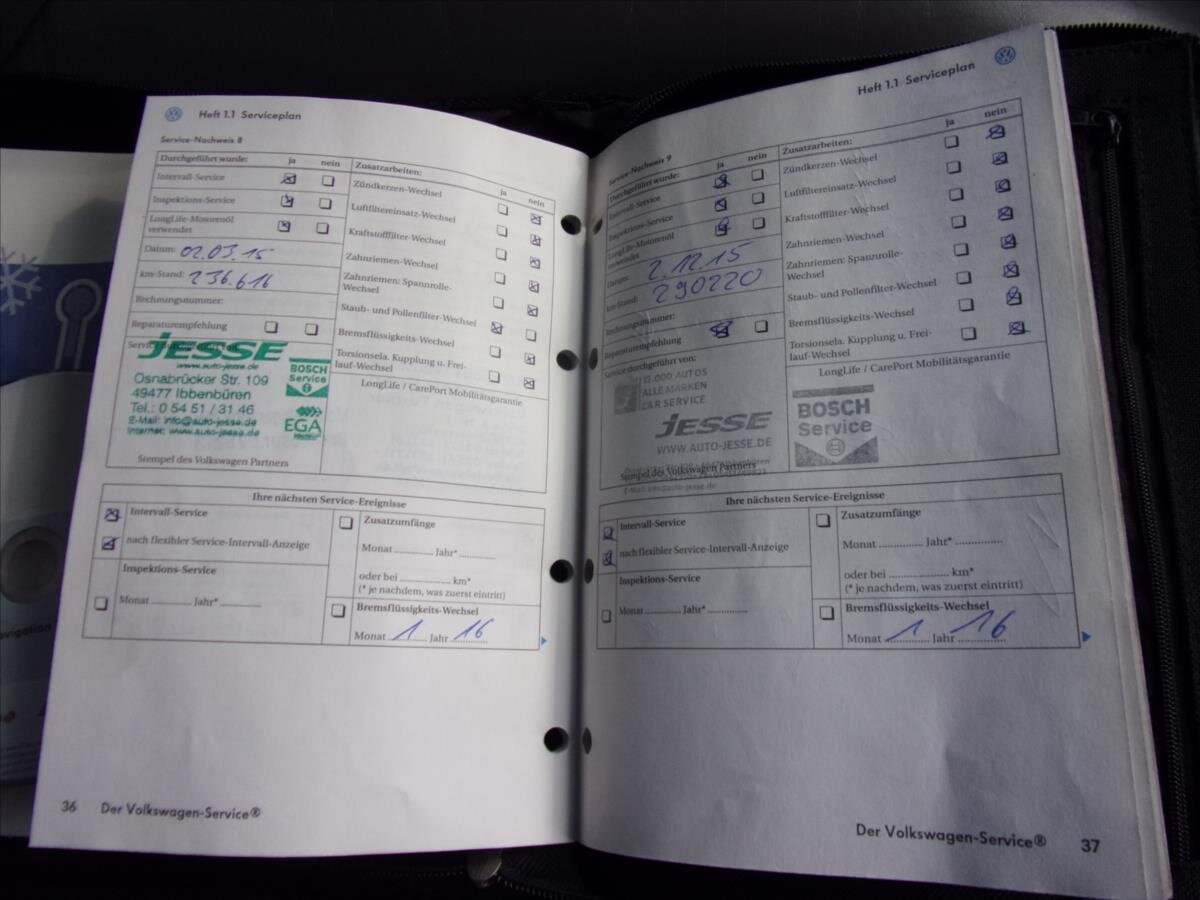 Heft 1.1 Serviceplan
Service-Nachweis 8
Durchgeführt wurde: ja nein
Intervall-Service
Inspektions-Service
LongLife-Motorenöl
verwendet
Datum: 02.03.15
km-Stand: 236.616
Rechnungsnummer:
Reparaturempfehlung
JESSE
www.auto-jesse.de
Osnabrücker Str. 109
49477 Ibbenbüren
Tel.: 0 54 51 / 31 46
E-Mail: info@auto-jesse.de
Internet: www.auto-jesse.de
BOSCH
Service
EGA
Stempel des Volkswagen Partners
Zusatzarbeiten: ja nein
Zündkerzen-Wechsel
Luftfiltereinsatz-Wechsel
Kraftstofffilter-Wechsel
Zahnriemen-Wechsel
Zahnriemen: Spannrolle-
Wechsel
Staub- und Pollenfilter-Wechsel
Bremsflüssigkeits-Wechsel
Torsionsela. Kupplung u. Frei-
lauf-Wechsel
LongLife / CarePort Mobilitätsgarantie
Ihre nächsten Service-Ereignisse
Intervall-Service
nach flexibler Service-Intervall-Anzeige
Inspektions-Service
Monat ............ Jahr* ............
Zusatzumfänge
Monat ............ Jahr* ............
oder bei ............ km*
(* je nachdem, was zuerst eintritt)
Bremsflüssigkeits-Wechsel
Monat 1 Jahr 16
36 Der Volkswagen-Service®
Heft 1.1 Serviceplan
Service-Nachweis 9
Durchgeführt wurde: ja nein
Intervall-Service
Inspektions-Service
LongLife-Motorenöl
verwendet
Datum: 2.12.15
km-Stand: 290220
Rechnungsnummer:
Reparaturempfehlung
Service durchgeführt von:
15.000 AUTOS
ALLE MARKEN
CAR SERVICE
JESSE
WWW.AUTO-JESSE.DE
Stempel des Volkswagen Partners
E-Mail: info@auto-jesse.de
Zusatzarbeiten: ja nein
Zündkerzen-Wechsel
Luftfiltereinsatz-Wechsel
Kraftstofffilter-Wechsel
Zahnriemen-Wechsel
Zahnriemen: Spannrolle-
Wechsel
Staub- und Pollenfilter-Wechsel
Bremsflüssigkeits-Wechsel
Torsionsela. Kupplung u. Frei-
lauf-Wechsel
LongLife / CarePort Mobilitätsgarantie
BOSCH
Service
Ihre nächsten Service-Ereignisse
Intervall-Service
nach flexibler Service-Intervall-Anzeige
Inspektions-Service
Monat ............ Jahr* ............
Zusatzumfänge
Monat ............ Jahr* ............
oder bei ............ km*
(* je nachdem, was zuerst eintritt)
Bremsflüssigkeits-Wechsel
Monat 1 Jahr 16
Der Volkswagen-Service® 37